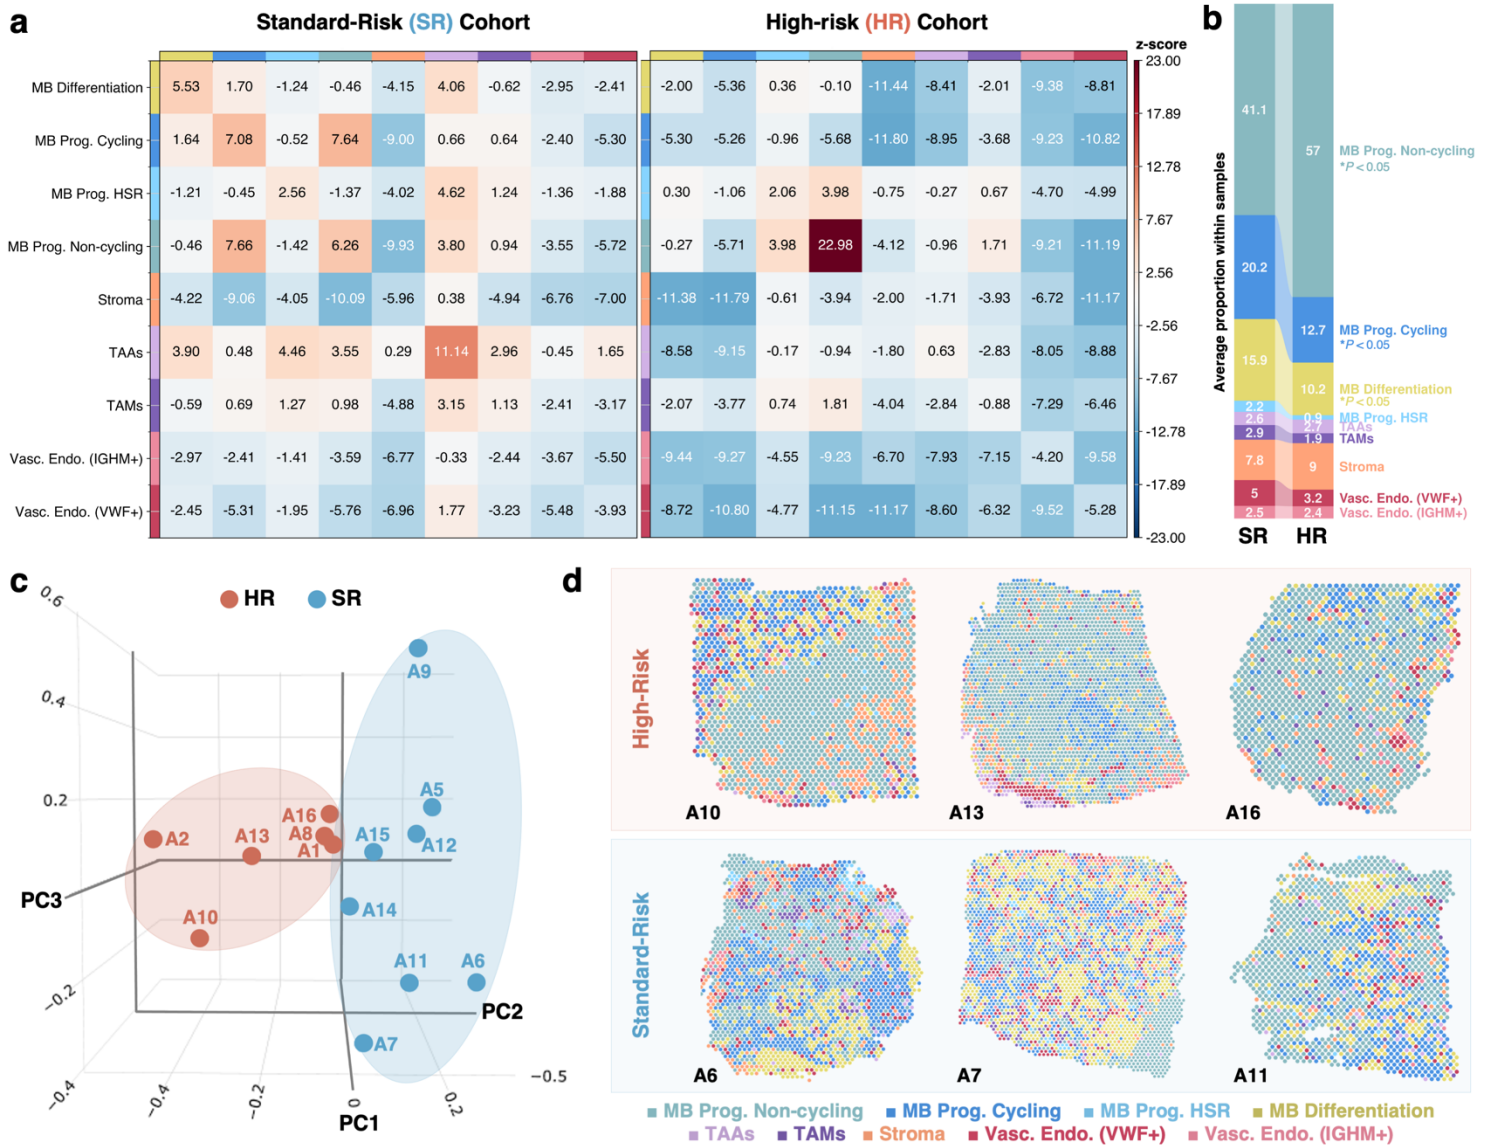 a
Standard-Risk (SR) Cohort
High-risk (HR) Cohort
z-score
MB Differentiation 5.53 1.70 -1.24 -0.46 -4.15 4.06 -0.62 -2.95 -2.41 -2.00 -5.36 0.36 -0.10 -11.44 -8.41 -2.01 -9.38 -8.81
MB Prog. Cycling 1.64 7.08 -0.52 7.64 -9.00 0.66 0.64 -2.40 -5.30 -5.30 -5.26 -0.96 -5.68 -11.80 -8.95 -3.68 -9.23 -10.82
MB Prog. HSR -1.21 -0.45 2.56 -1.37 -4.02 4.62 1.24 -1.36 -1.88 0.30 -1.06 2.06 3.98 -0.75 -0.27 0.67 -4.70 -4.99
MB Prog. Non-cycling -0.46 7.66 -1.42 6.26 -9.93 3.80 0.94 -3.55 -5.72 -0.27 -5.71 3.98 22.98 -4.12 -0.96 1.71 -9.21 -11.19
Stroma -4.22 -9.06 -4.05 -10.09 -5.96 0.38 -4.94 -6.76 -7.00 -11.38 -11.79 -0.61 -3.94 -2.00 -1.71 -3.93 -6.72 -11.17
TAAs 3.90 0.48 4.46 3.55 0.29 11.14 2.96 -0.45 1.65 -8.58 -9.15 -0.17 -0.94 -1.80 0.63 -2.83 -8.05 -8.88
TAMs -0.59 0.69 1.27 0.98 -4.88 3.15 1.13 -2.41 -3.17 -2.07 -3.77 0.74 1.81 -4.04 -2.84 -0.88 -7.29 -6.46
Vasc. Endo. (IGHM+) -2.97 -2.41 -1.41 -3.59 -6.77 -0.33 -2.44 -3.67 -5.50 -9.44 -9.27 -4.55 -9.23 -6.70 -7.93 -7.15 -4.20 -9.58
Vasc. Endo. (VWF+) -2.45 -5.31 -1.95 -5.76 -6.96 1.77 -3.23 -5.48 -3.93 -8.72 -10.80 -4.77 -11.15 -11.17 -8.60 -6.32 -9.52 -5.28
23.00
17.89
12.78
7.67
2.56
-2.56
-7.67
-12.78
-17.89
-23.00
b
Average proportion within samples
41.1
20.2
15.9
2.2
2.6
2.9
7.8
5
2.5
57
12.7
10.2
0.9
2.7
1.9
9
3.2
2.4
MB Prog. Non-cycling
*P < 0.05
MB Prog. Cycling
*P < 0.05
MB Differentiation
*P < 0.05
MB Prog. HSR
TAAs
TAMs
Stroma
Vasc. Endo. (VWF+)
Vasc. Endo. (IGHM+)
SR HR
c
HR SR
0.6
0.4
0.2
−0.2
−0.4
−0.4
−0.2
0
0.2
−0.5
PC3
PC2
PC1
A9
A5
A16
A8
A1
A15
A12
A2
A13
A14
A10
A11
A6
A7
d
High-Risk
A10
A13
A16
Standard-Risk
A6
A7
A11
MB Prog. Non-cycling MB Prog. Cycling MB Prog. HSR MB Differentiation
TAAs TAMs Stroma Vasc. Endo. (VWF+) Vasc. Endo. (IGHM+)